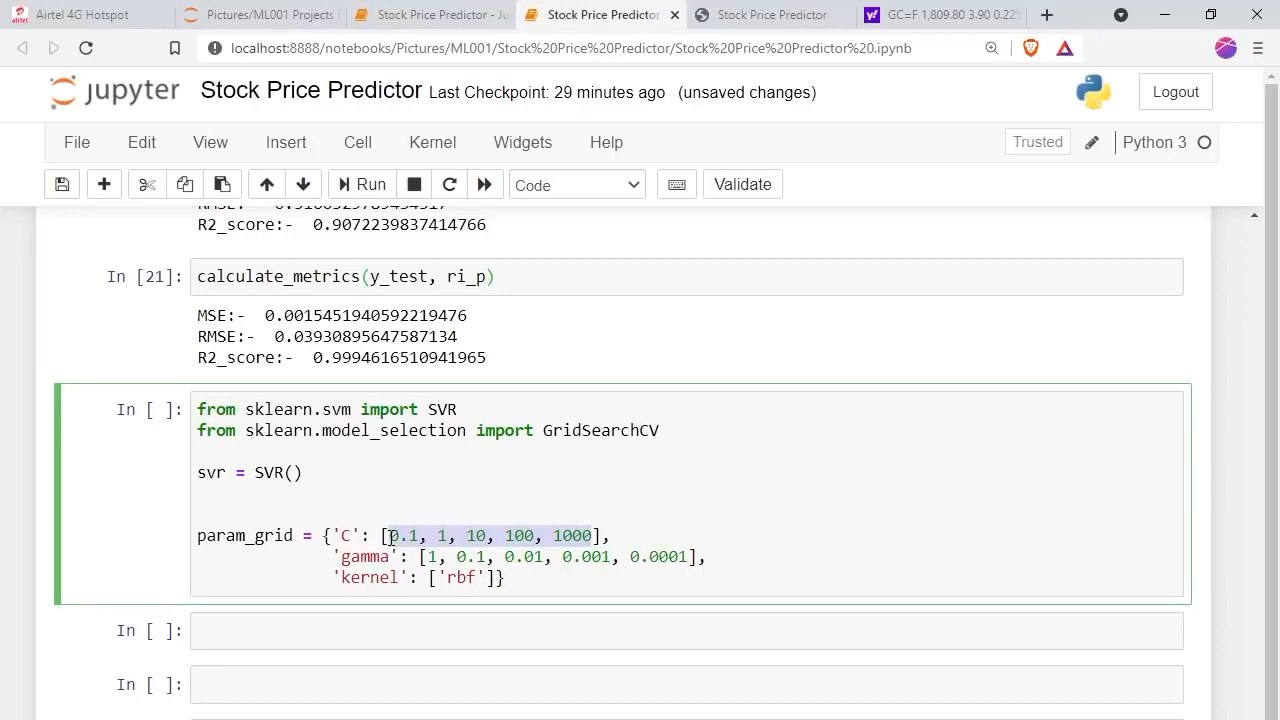 Airtel 4G Hotspot
Pictures/ML001 Projects
Stock Price Predictor - Ju
Stock Price Predictor
Stock Price Predictor
GC=F 1,809.80 3.90 0.22
localhost:8888/notebooks/Pictures/ML001/Stock%20Price%20Predictor/Stock%20Price%20Predictor%20.ipynb
jupyter Stock Price Predictor Last Checkpoint: 29 minutes ago (unsaved changes)
Logout
File Edit View Insert Cell Kernel Widgets Help
Trusted
Python 3
Run
Code
Validate
R2_score:- 0.9072239837414766
In [21]: calculate_metrics(y_test, ri_p)
MSE:- 0.0015451940592219476
RMSE:- 0.03930895647587134
R2_score:- 0.9994616510941965
In [ ]: from sklearn.svm import SVR
from sklearn.model_selection import GridSearchCV
svr = SVR()
param_grid = {'C': [0.1, 1, 10, 100, 1000],
'gamma': [1, 0.1, 0.01, 0.001, 0.0001],
'kernel': ['rbf']}
In [ ]:
In [ ]: